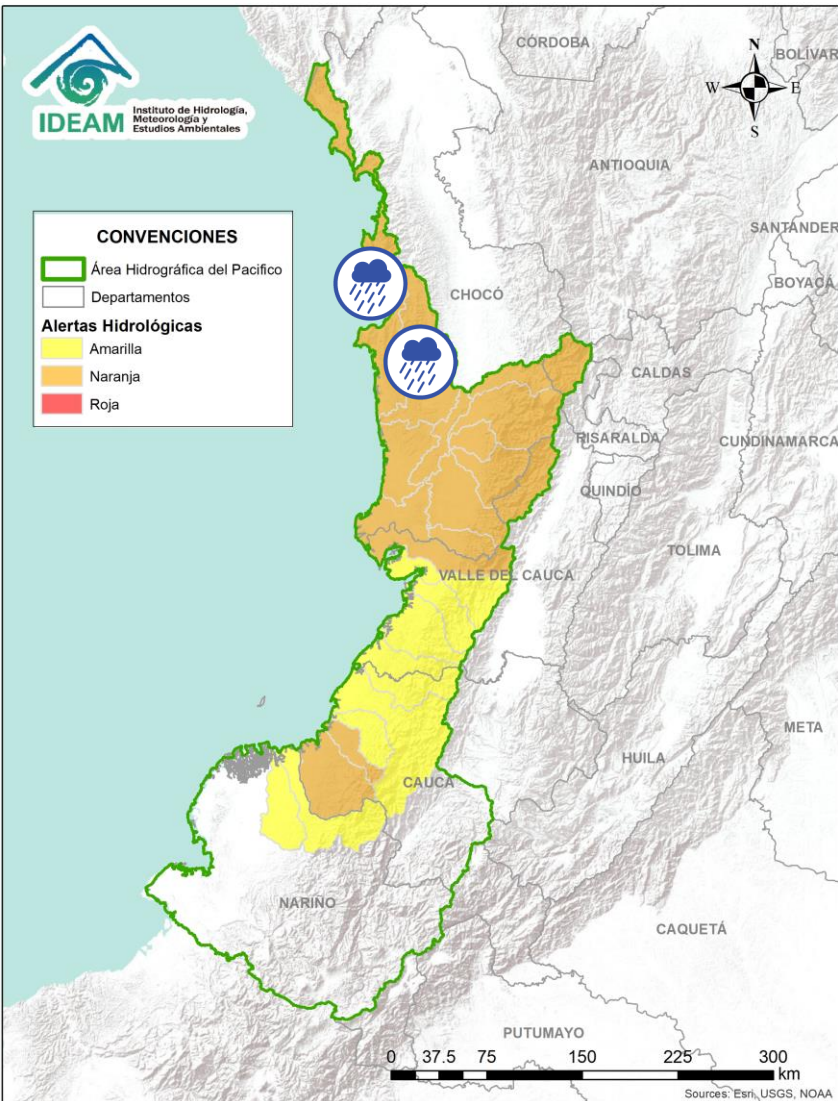 IDEAM
Instituto de Hidrología,
Meteorología y
Estudios Ambientales
N
W
E
S
CÓRDOBA
BOLÍVAR
ANTIOQUIA
SANTANDER
BOYACÁ
CHOCÓ
CONVENCIONES
Área Hidrográfica del Pacifico
Departamentos
Alertas Hidrológicas
Amarilla
Naranja
Roja
CALDAS
RISARALDA
CUNDINAMARCA
QUINDÍO
TOLIMA
VALLE DEL CAUCA
META
HUILA
CAUCA
NARIÑO
CAQUETÁ
PUTUMAYO
0 37.5 75 150 225 300
km
Sources: Esri, USGS, NOAA